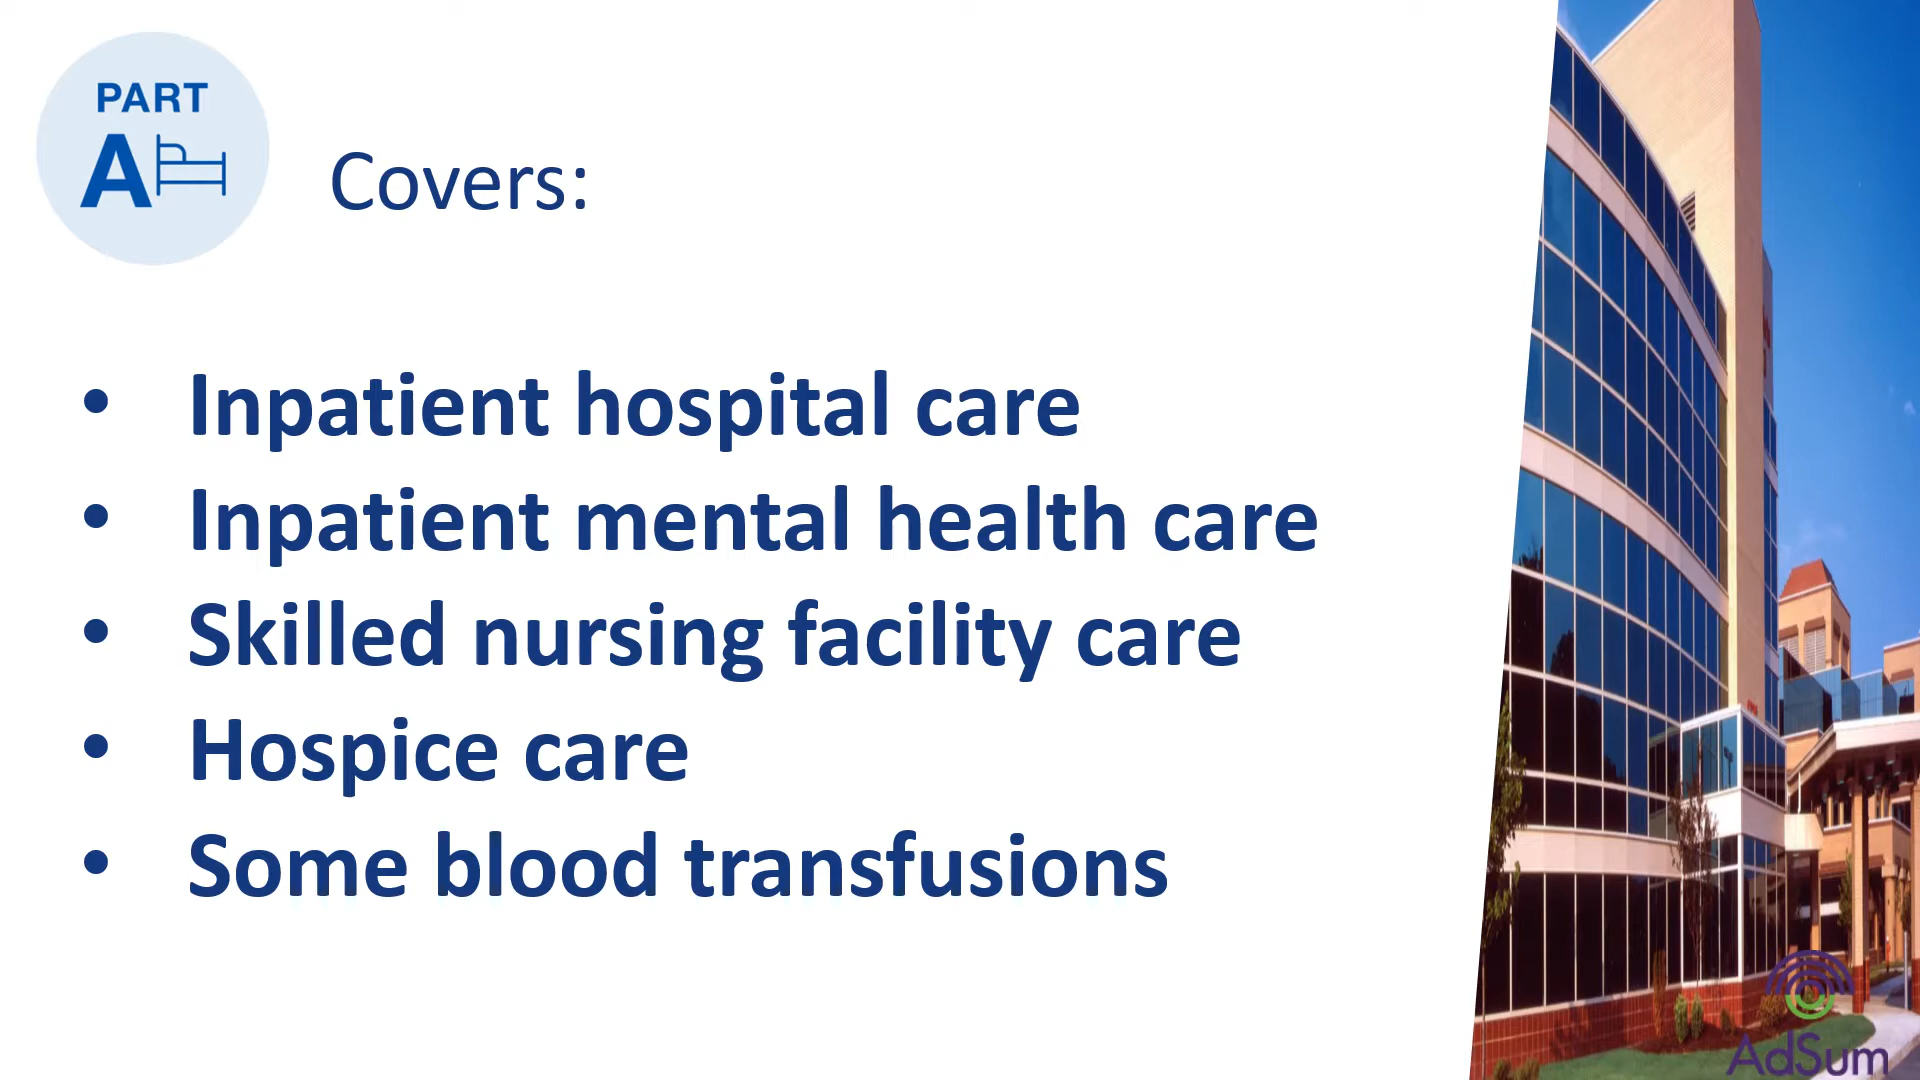 PART
A
Covers:
• Inpatient hospital care
• Inpatient mental health care
• Skilled nursing facility care
• Hospice care
• Some blood transfusions
AdSum